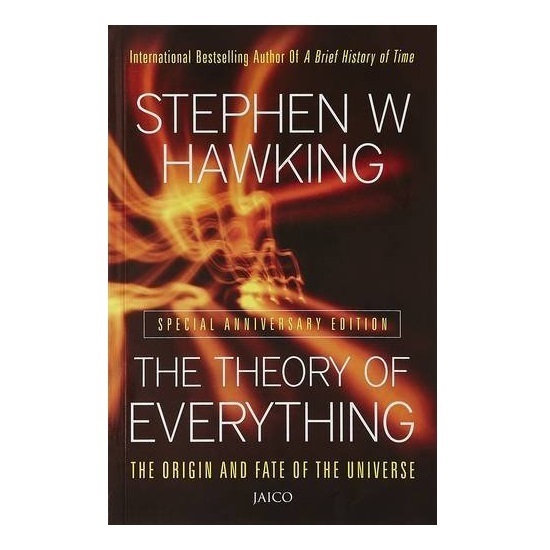 International Bestselling Author Of A Brief History of Time
STEPHEN W
HAWKING
SPECIAL ANNIVERSARY EDITION
THE THEORY OF
EVERYTHING
THE ORIGIN AND FATE OF THE UNIVERSE
JAICO